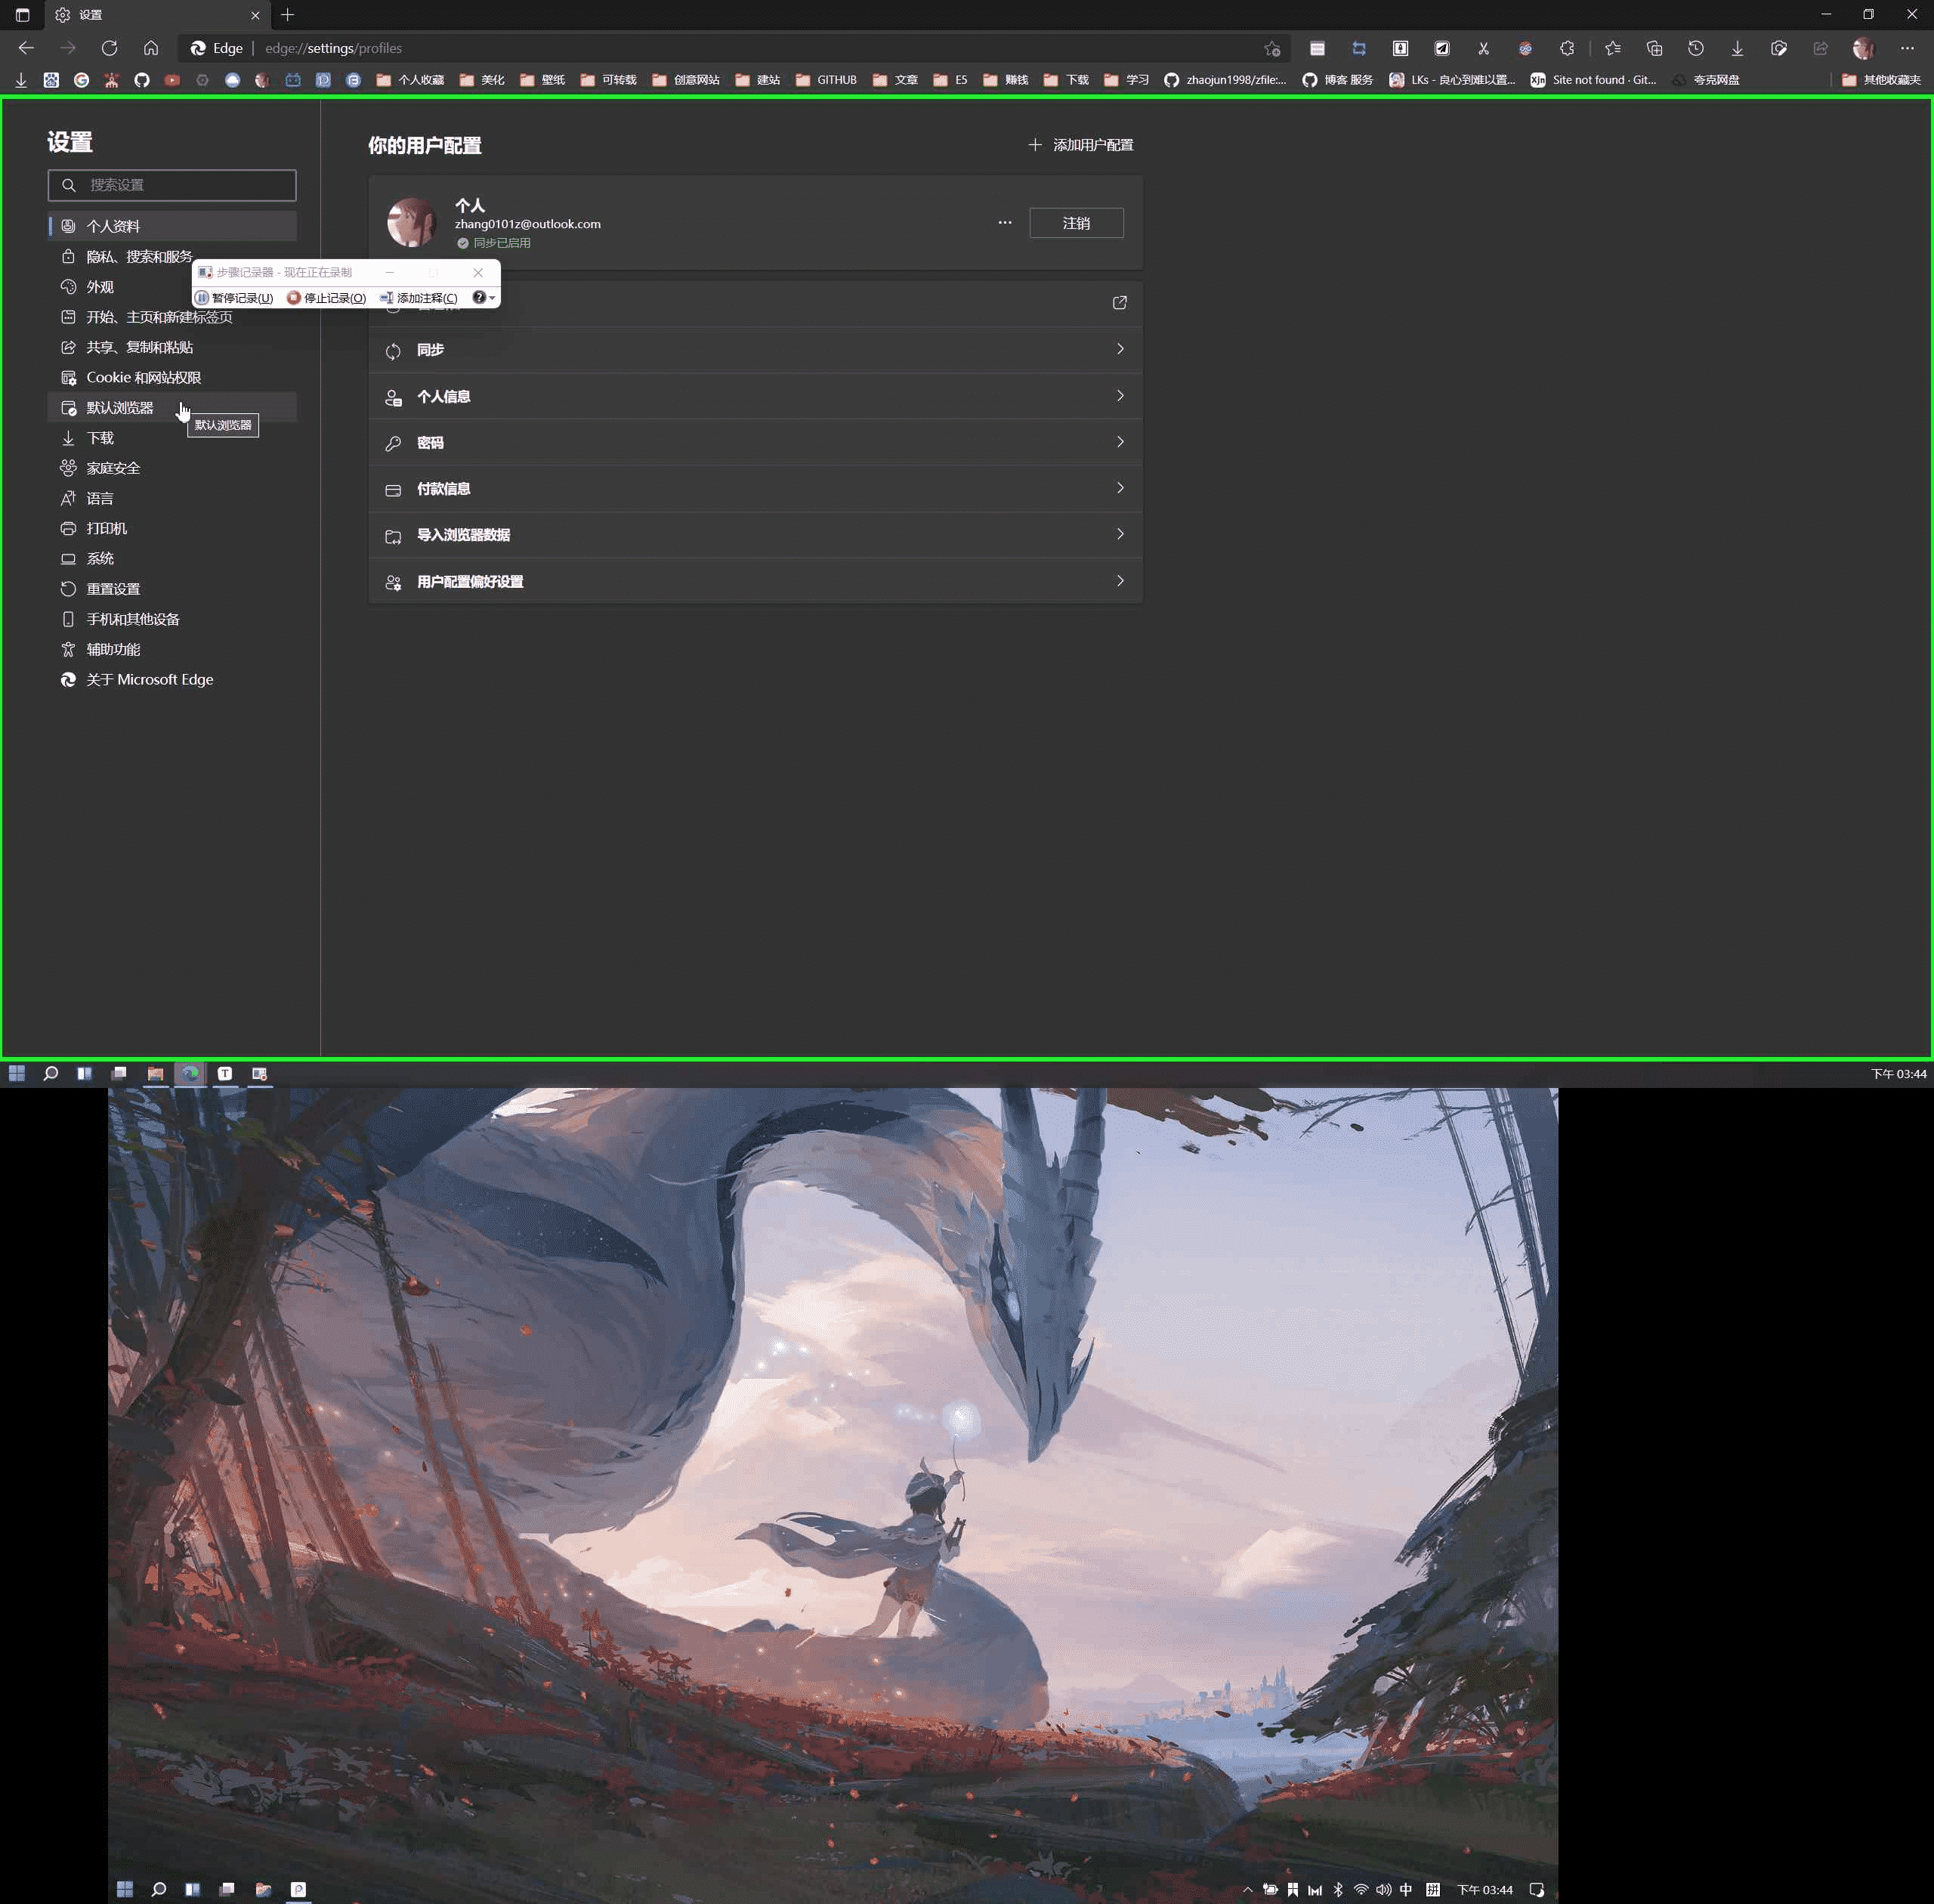 设置
Edge
edge://settings/profiles
个人收藏
美化
壁纸
可转载
创意网站
建站
GITHUB
文章
E5
赚钱
下载
学习
zhaojun1998/zfile:...
博客 服务
LKs - 良心到难以置...
Site not found · Git...
夸克网盘
其他收藏夹
设置
搜索设置
个人资料
隐私、搜索和服务
外观
开始、主页和新建标签页
共享、复制和粘贴
Cookie 和网站权限
默认浏览器
默认浏览器
下载
家庭安全
语言
打印机
系统
重置设置
手机和其他设备
辅助功能
关于 Microsoft Edge
步骤记录器 - 现在正在录制
暂停记录(U)
停止记录(O)
添加注释(C)
你的用户配置
添加用户配置
个人
zhang0101z@outlook.com
同步已启用
注销
同步
个人信息
密码
付款信息
导入浏览器数据
用户配置偏好设置
下午 03:44
中
拼
下午 03:44